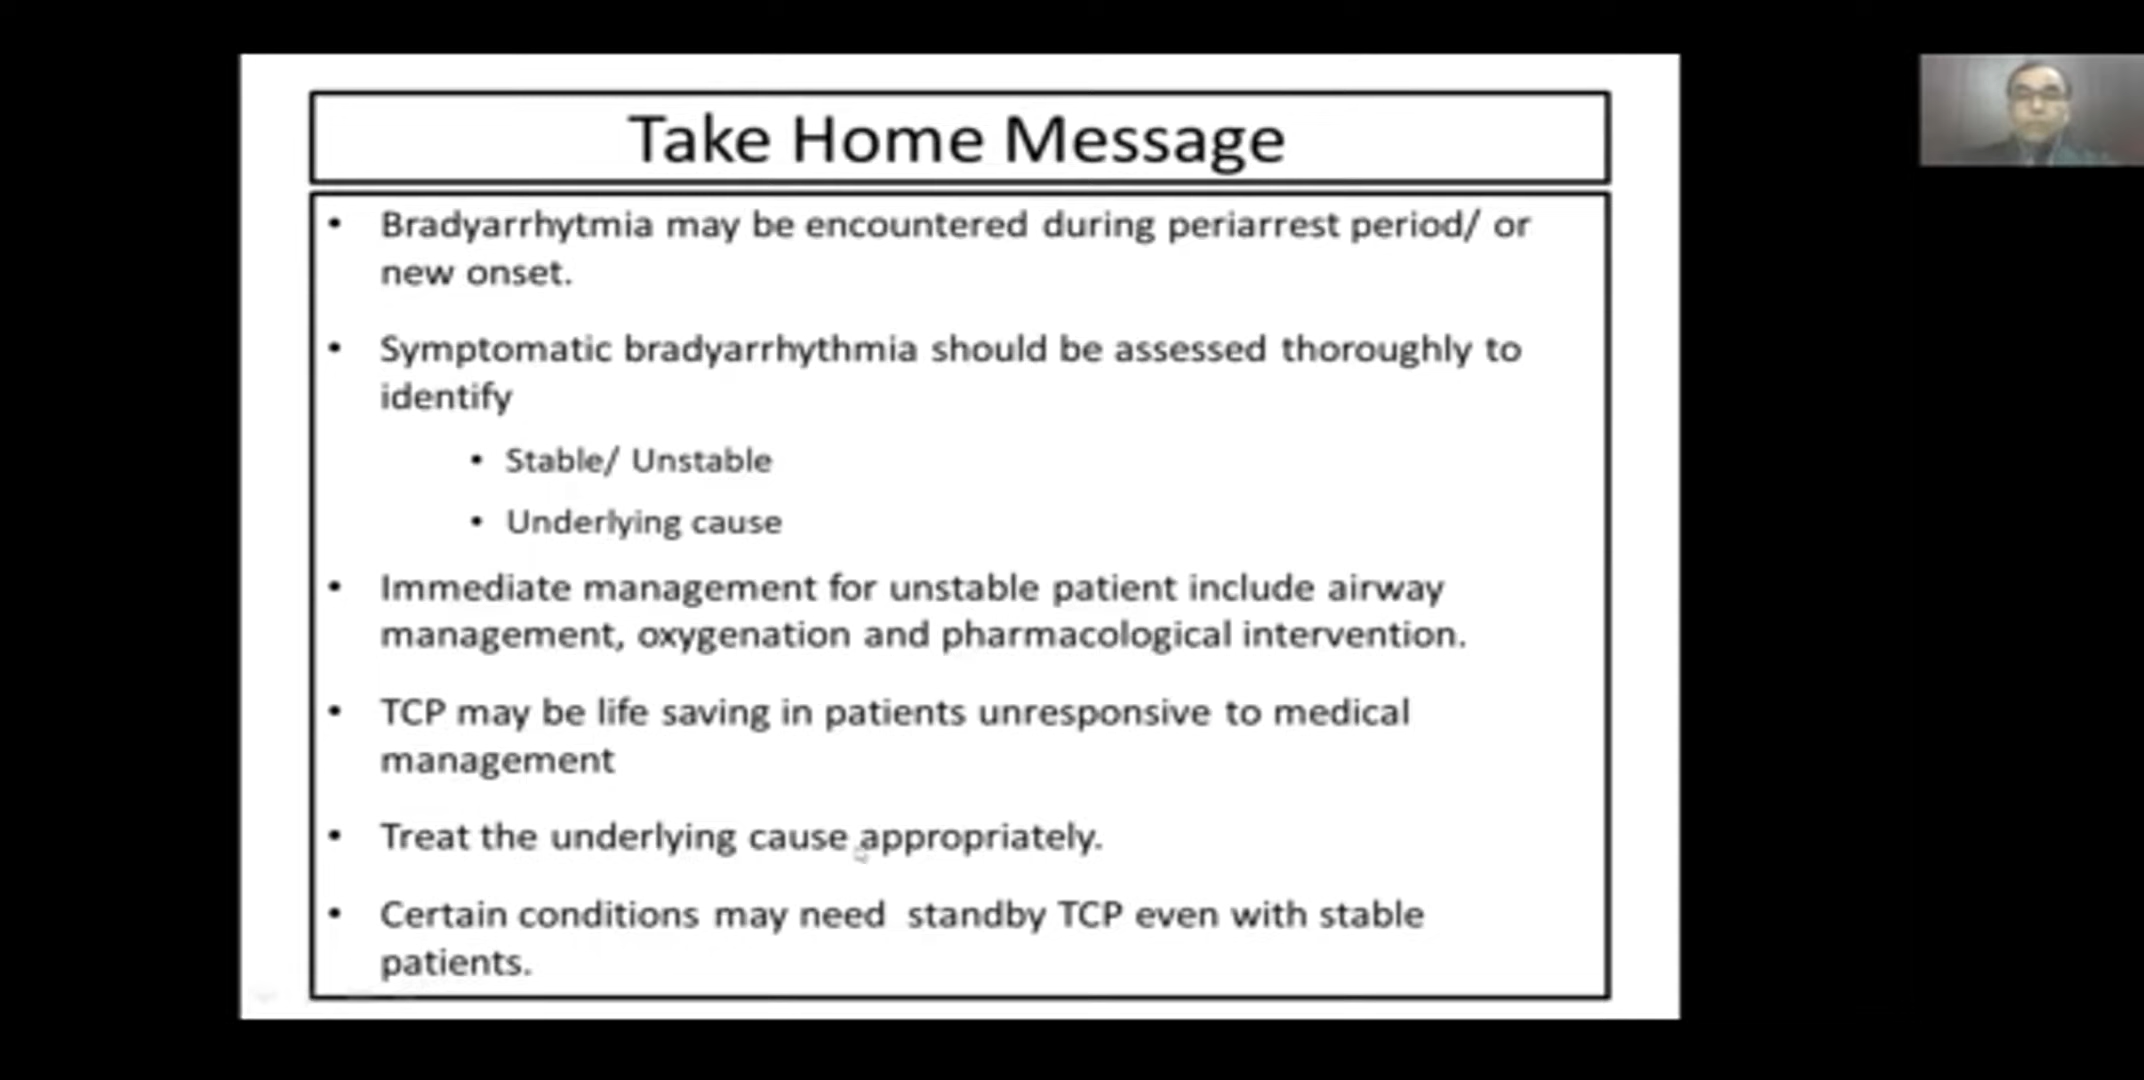 Take Home Message
• Bradyarrhytmia may be encountered during periarrest period/ or
new onset.
• Symptomatic bradyarrhythmia should be assessed thoroughly to
identify
• Stable/ Unstable
• Underlying cause
• Immediate management for unstable patient include airway
management, oxygenation and pharmacological intervention.
• TCP may be life saving in patients unresponsive to medical
management
• Treat the underlying cause appropriately.
• Certain conditions may need standby TCP even with stable
patients.